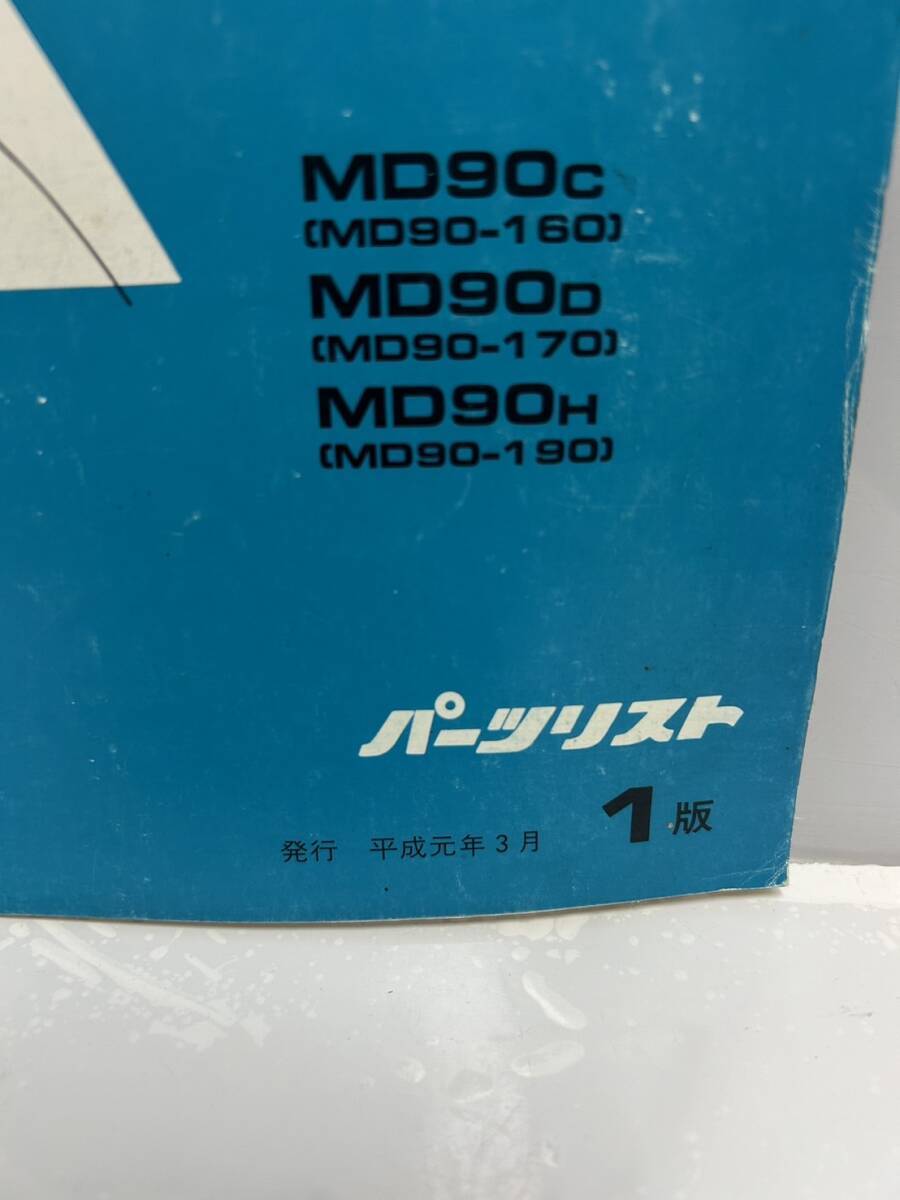 MD90C
(MD90-160)
MD90D
(MD90-170)
MD90H
(MD90-190)
パーツリスト
発行 平成元年3月 1版